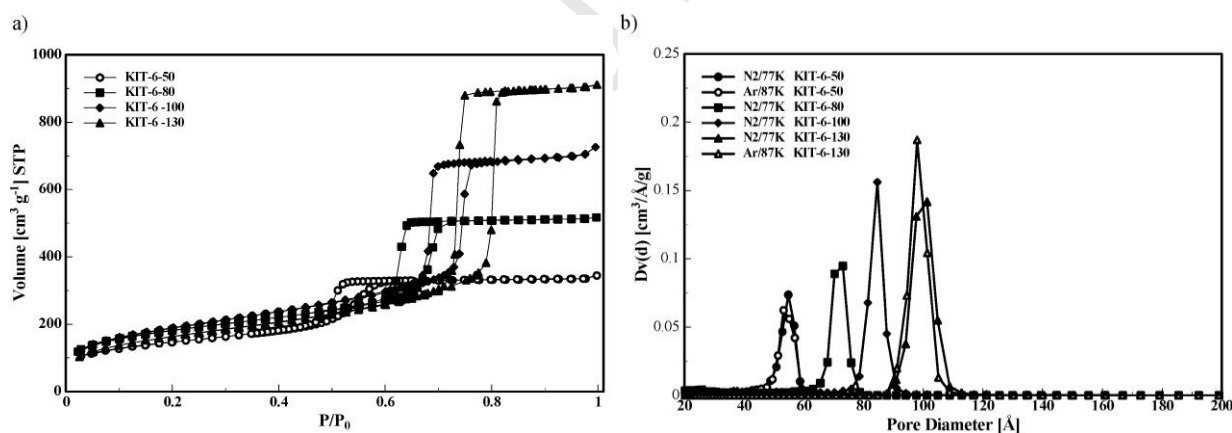 a)
1000
800
600
400
200
0
Volume [cm³ g⁻¹] STP
KIT-6-50
KIT-6-80
KIT-6 -100
KIT-6 -130
0
0.2
0.4
0.6
0.8
1
P/P₀
b)
0.25
0.2
0.15
0.1
0.05
0
Dv(d) [cm³/Å/g]
N2/77K KIT-6-50
Ar/87K KIT-6-50
N2/77K KIT-6-80
N2/77K KIT-6-100
N2/77K KIT-6-130
Ar/87K KIT-6-130
20
40
60
80
100
120
140
160
180
200
Pore Diameter [Å]